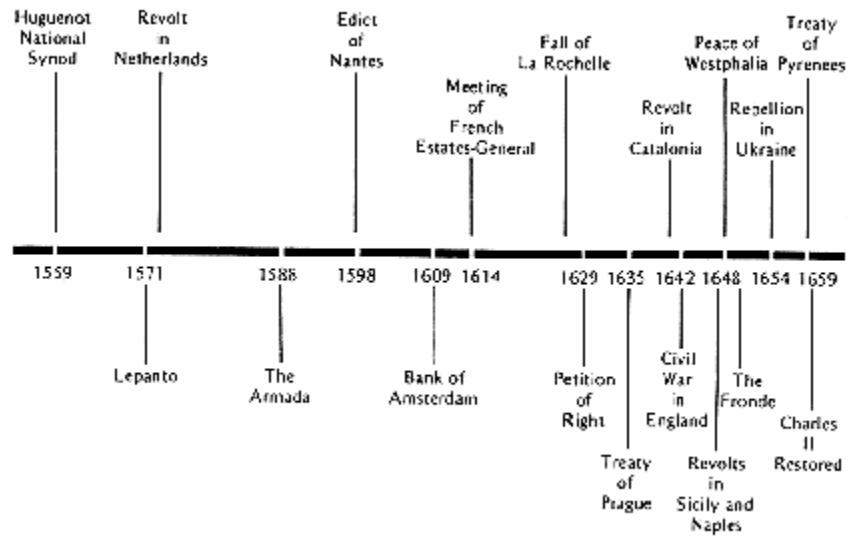 Huguenot
National
Synod
Revolt
in
Netherlands
Edict
of
Nantes
Meeting
of
French
Estates-General
Fall of
La Rochelle
Revolt
in
Catalonia
Peace of
Westphalia
Rebellion
in
Ukraine
Treaty
of
Pyrenees
1559 1571 1588 1598 1609 1614 1629 1635 1642 1648 1654 1659
Lepanto
The
Armada
Bank of
Amsterdam
Petition
of
Right
Treaty
of
Prague
Civil
War
in
England
Revolts
in
Sicily and
Naples
The
Fronde
Charles
II
Restored